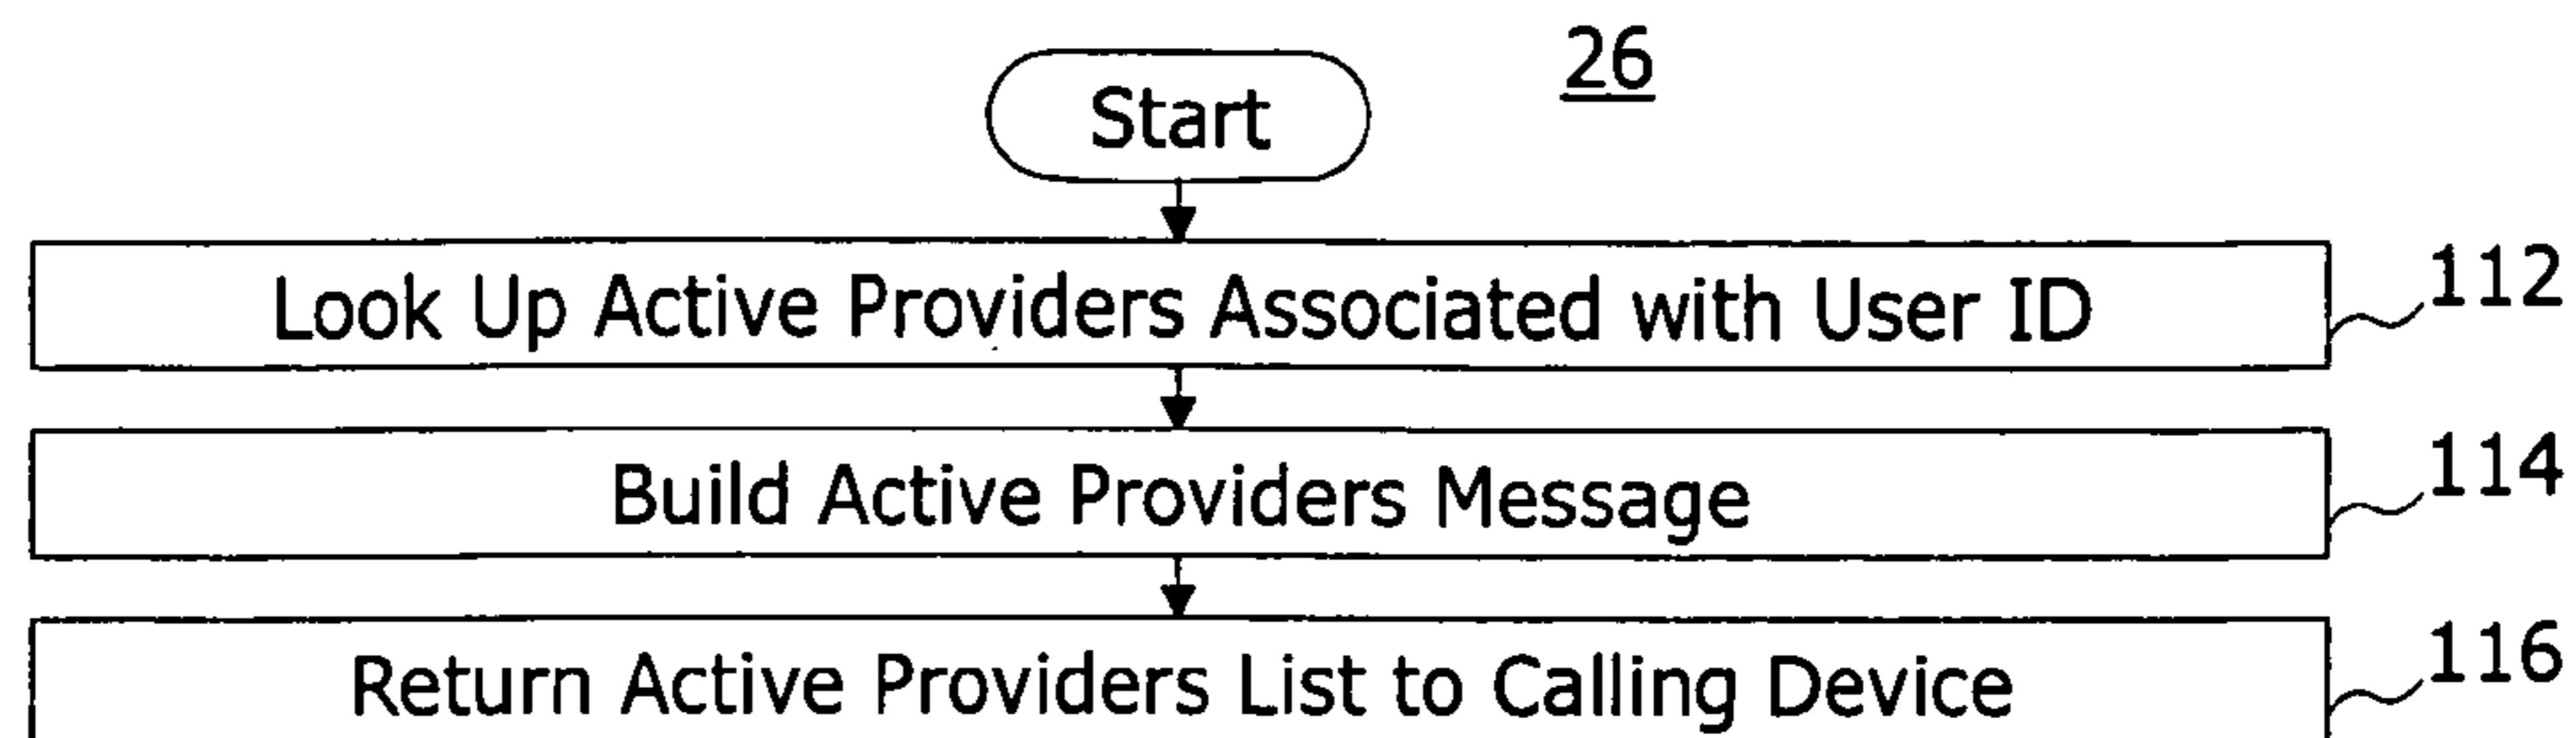 26
Start
Look Up Active Providers Associated with User ID
112
Build Active Providers Message
114
Return Active Providers List to Calling Device
116